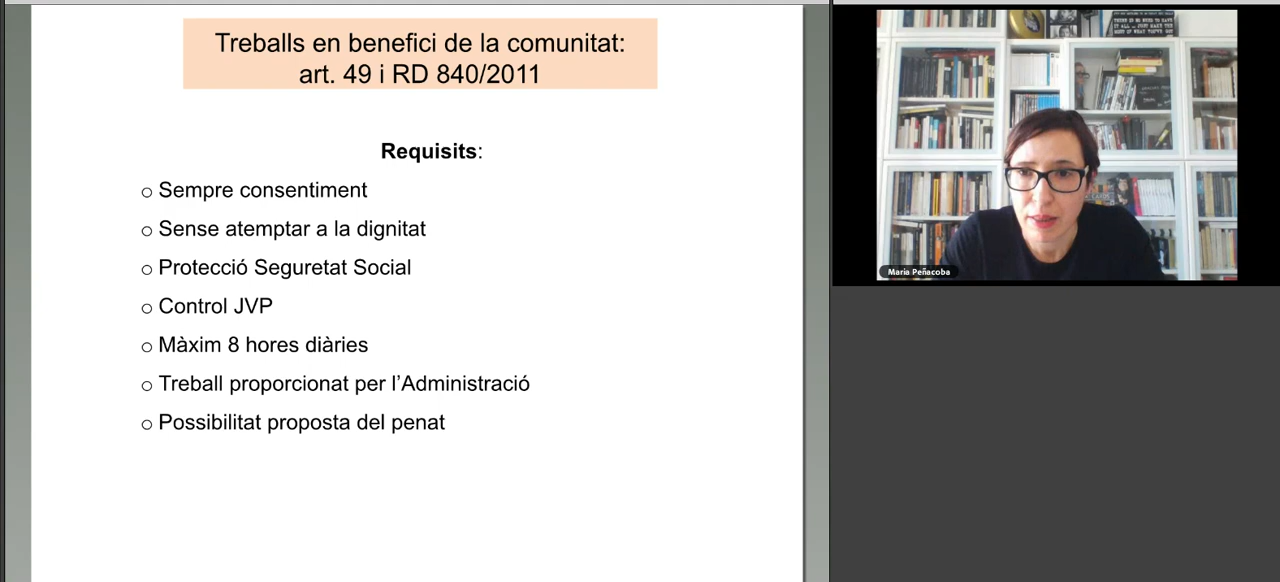 Treballs en benefici de la comunitat:
art. 49 i RD 840/2011
Requisits:
o Sempre consentiment
o Sense atemptar a la dignitat
o Protecció Seguretat Social
o Control JVP
o Màxim 8 hores diàries
o Treball proporcionat per l’Administració
o Possibilitat proposta del penat
Maria Peñacoba